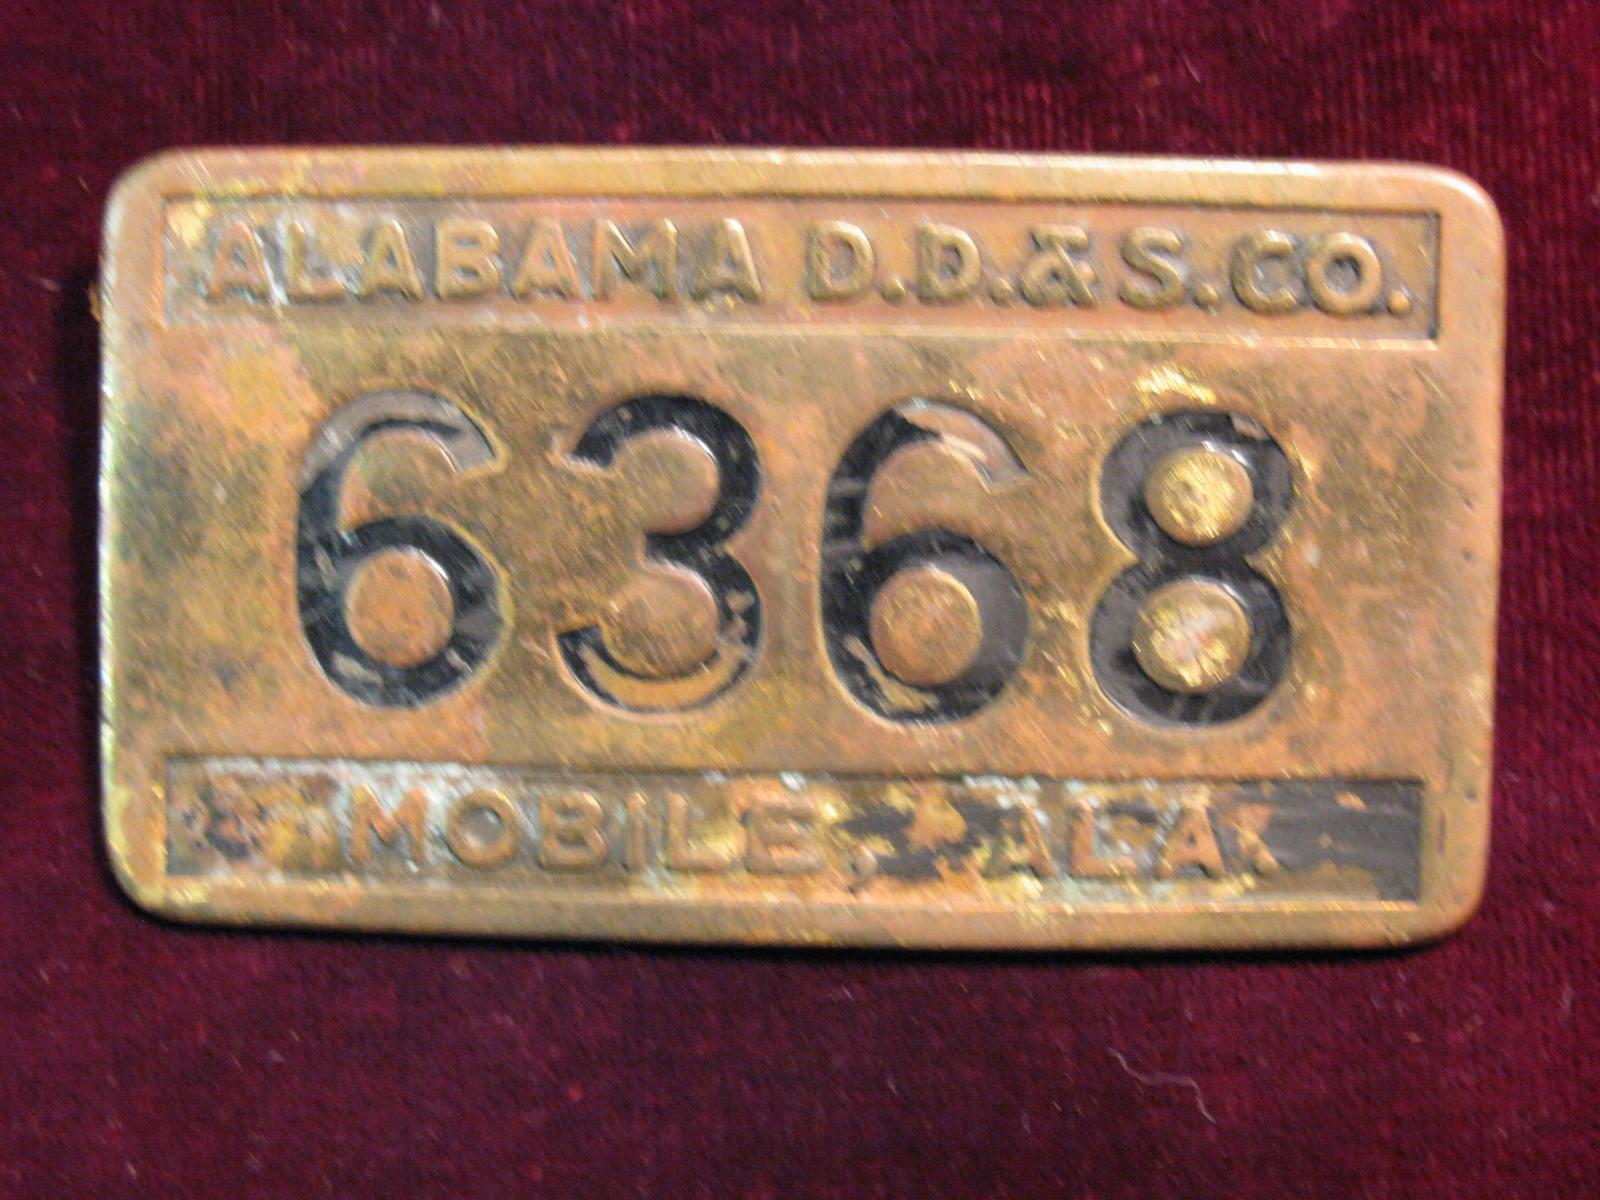 ALABAMA D.D.&S.CO.
6368
MOBILE, ALA.